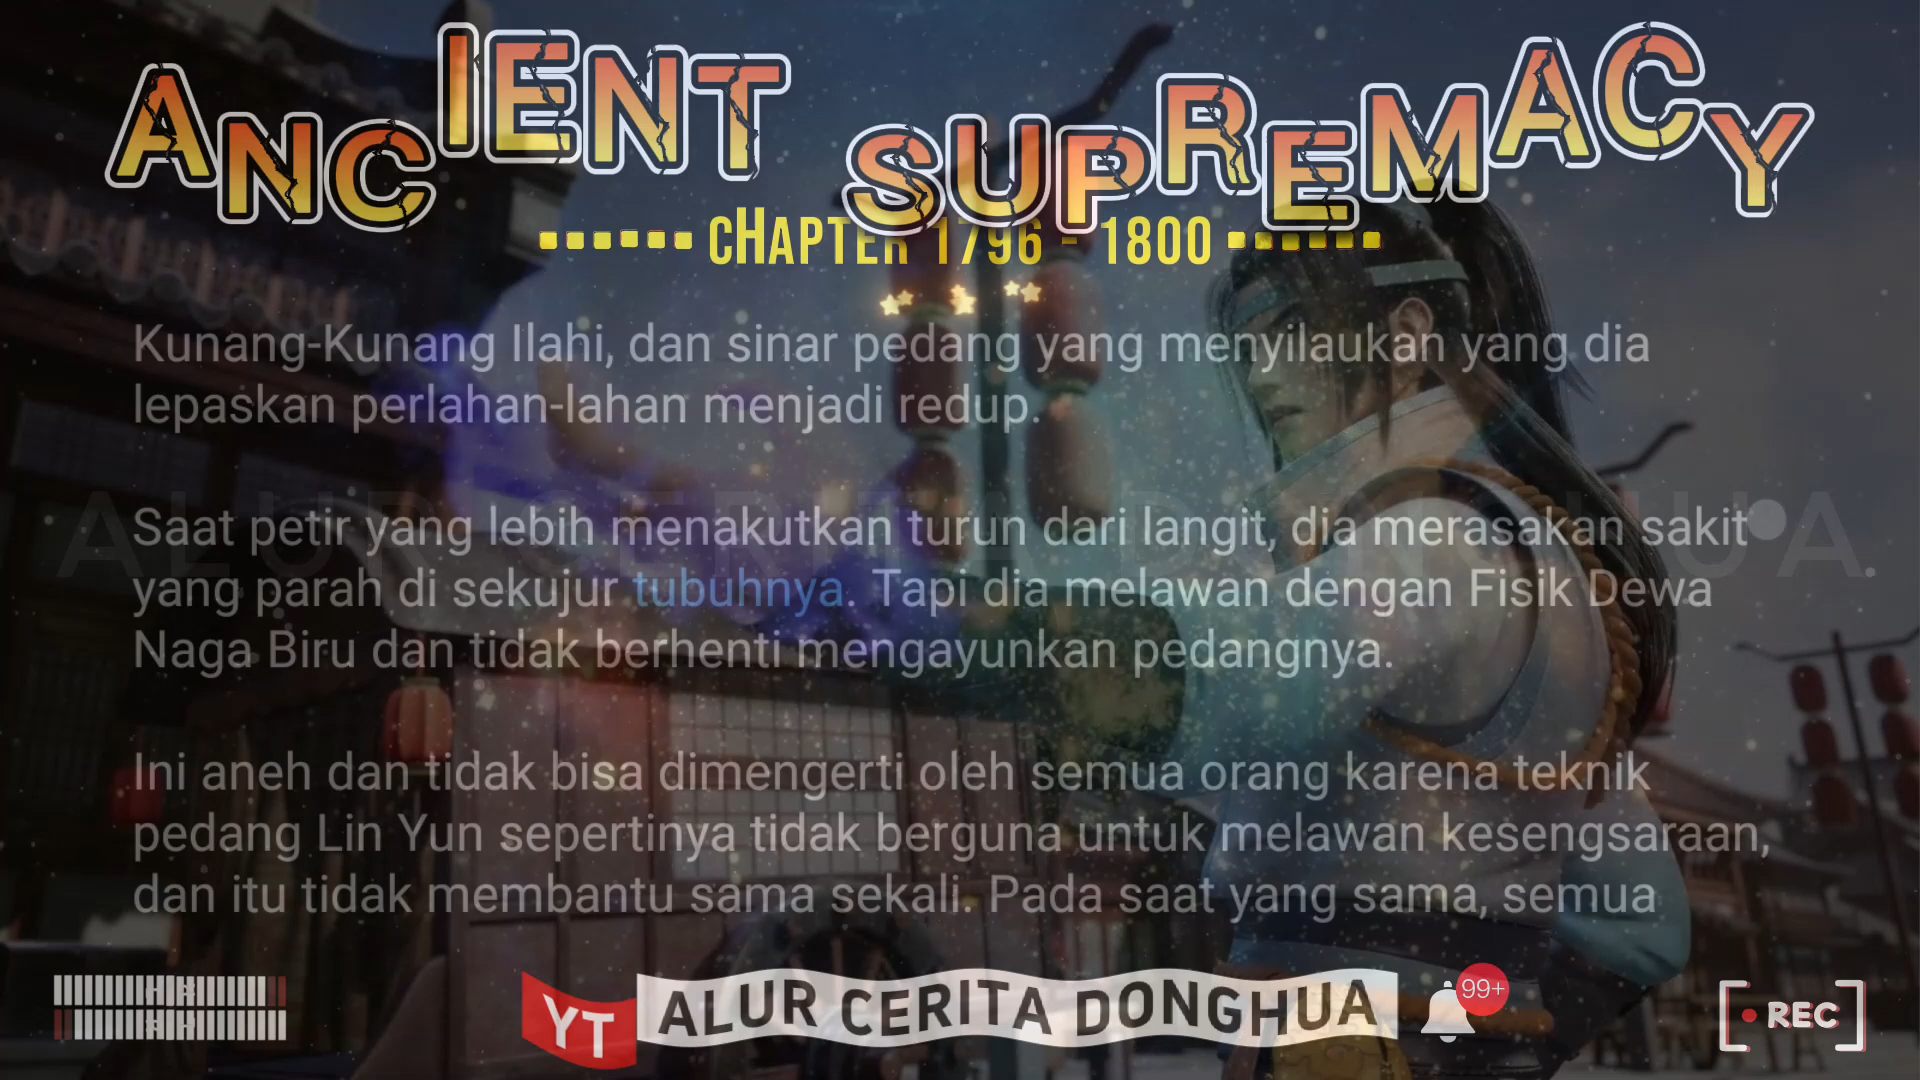 ANCIENT SUPREMACY
CHAPTER 1796 - 1800
Kunang-Kunang Ilahi, dan sinar pedang yang menyilaukan yang dia
lepaskan perlahan-lahan menjadi redup.
Saat petir yang lebih menakutkan turun dari langit, dia merasakan sakit
yang parah di sekujur tubuhnya. Tapi dia melawan dengan Fisik Dewa
Naga Biru dan tidak berhenti mengayunkan pedangnya.
Ini aneh dan tidak bisa dimengerti oleh semua orang karena teknik
pedang Lin Yun sepertinya tidak berguna untuk melawan kesengsaraan,
dan itu tidak membantu sama sekali. Pada saat yang sama, semua
YT ALUR CERITA DONGHUA 99+
REC